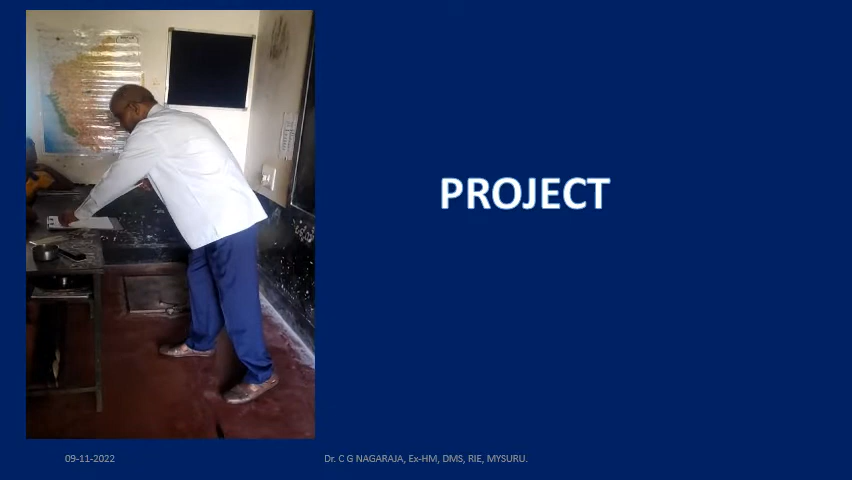 PROJECT
09-11-2022
Dr. C G NAGARAJA, Ex-HM, DMS, RIE, MYSURU.